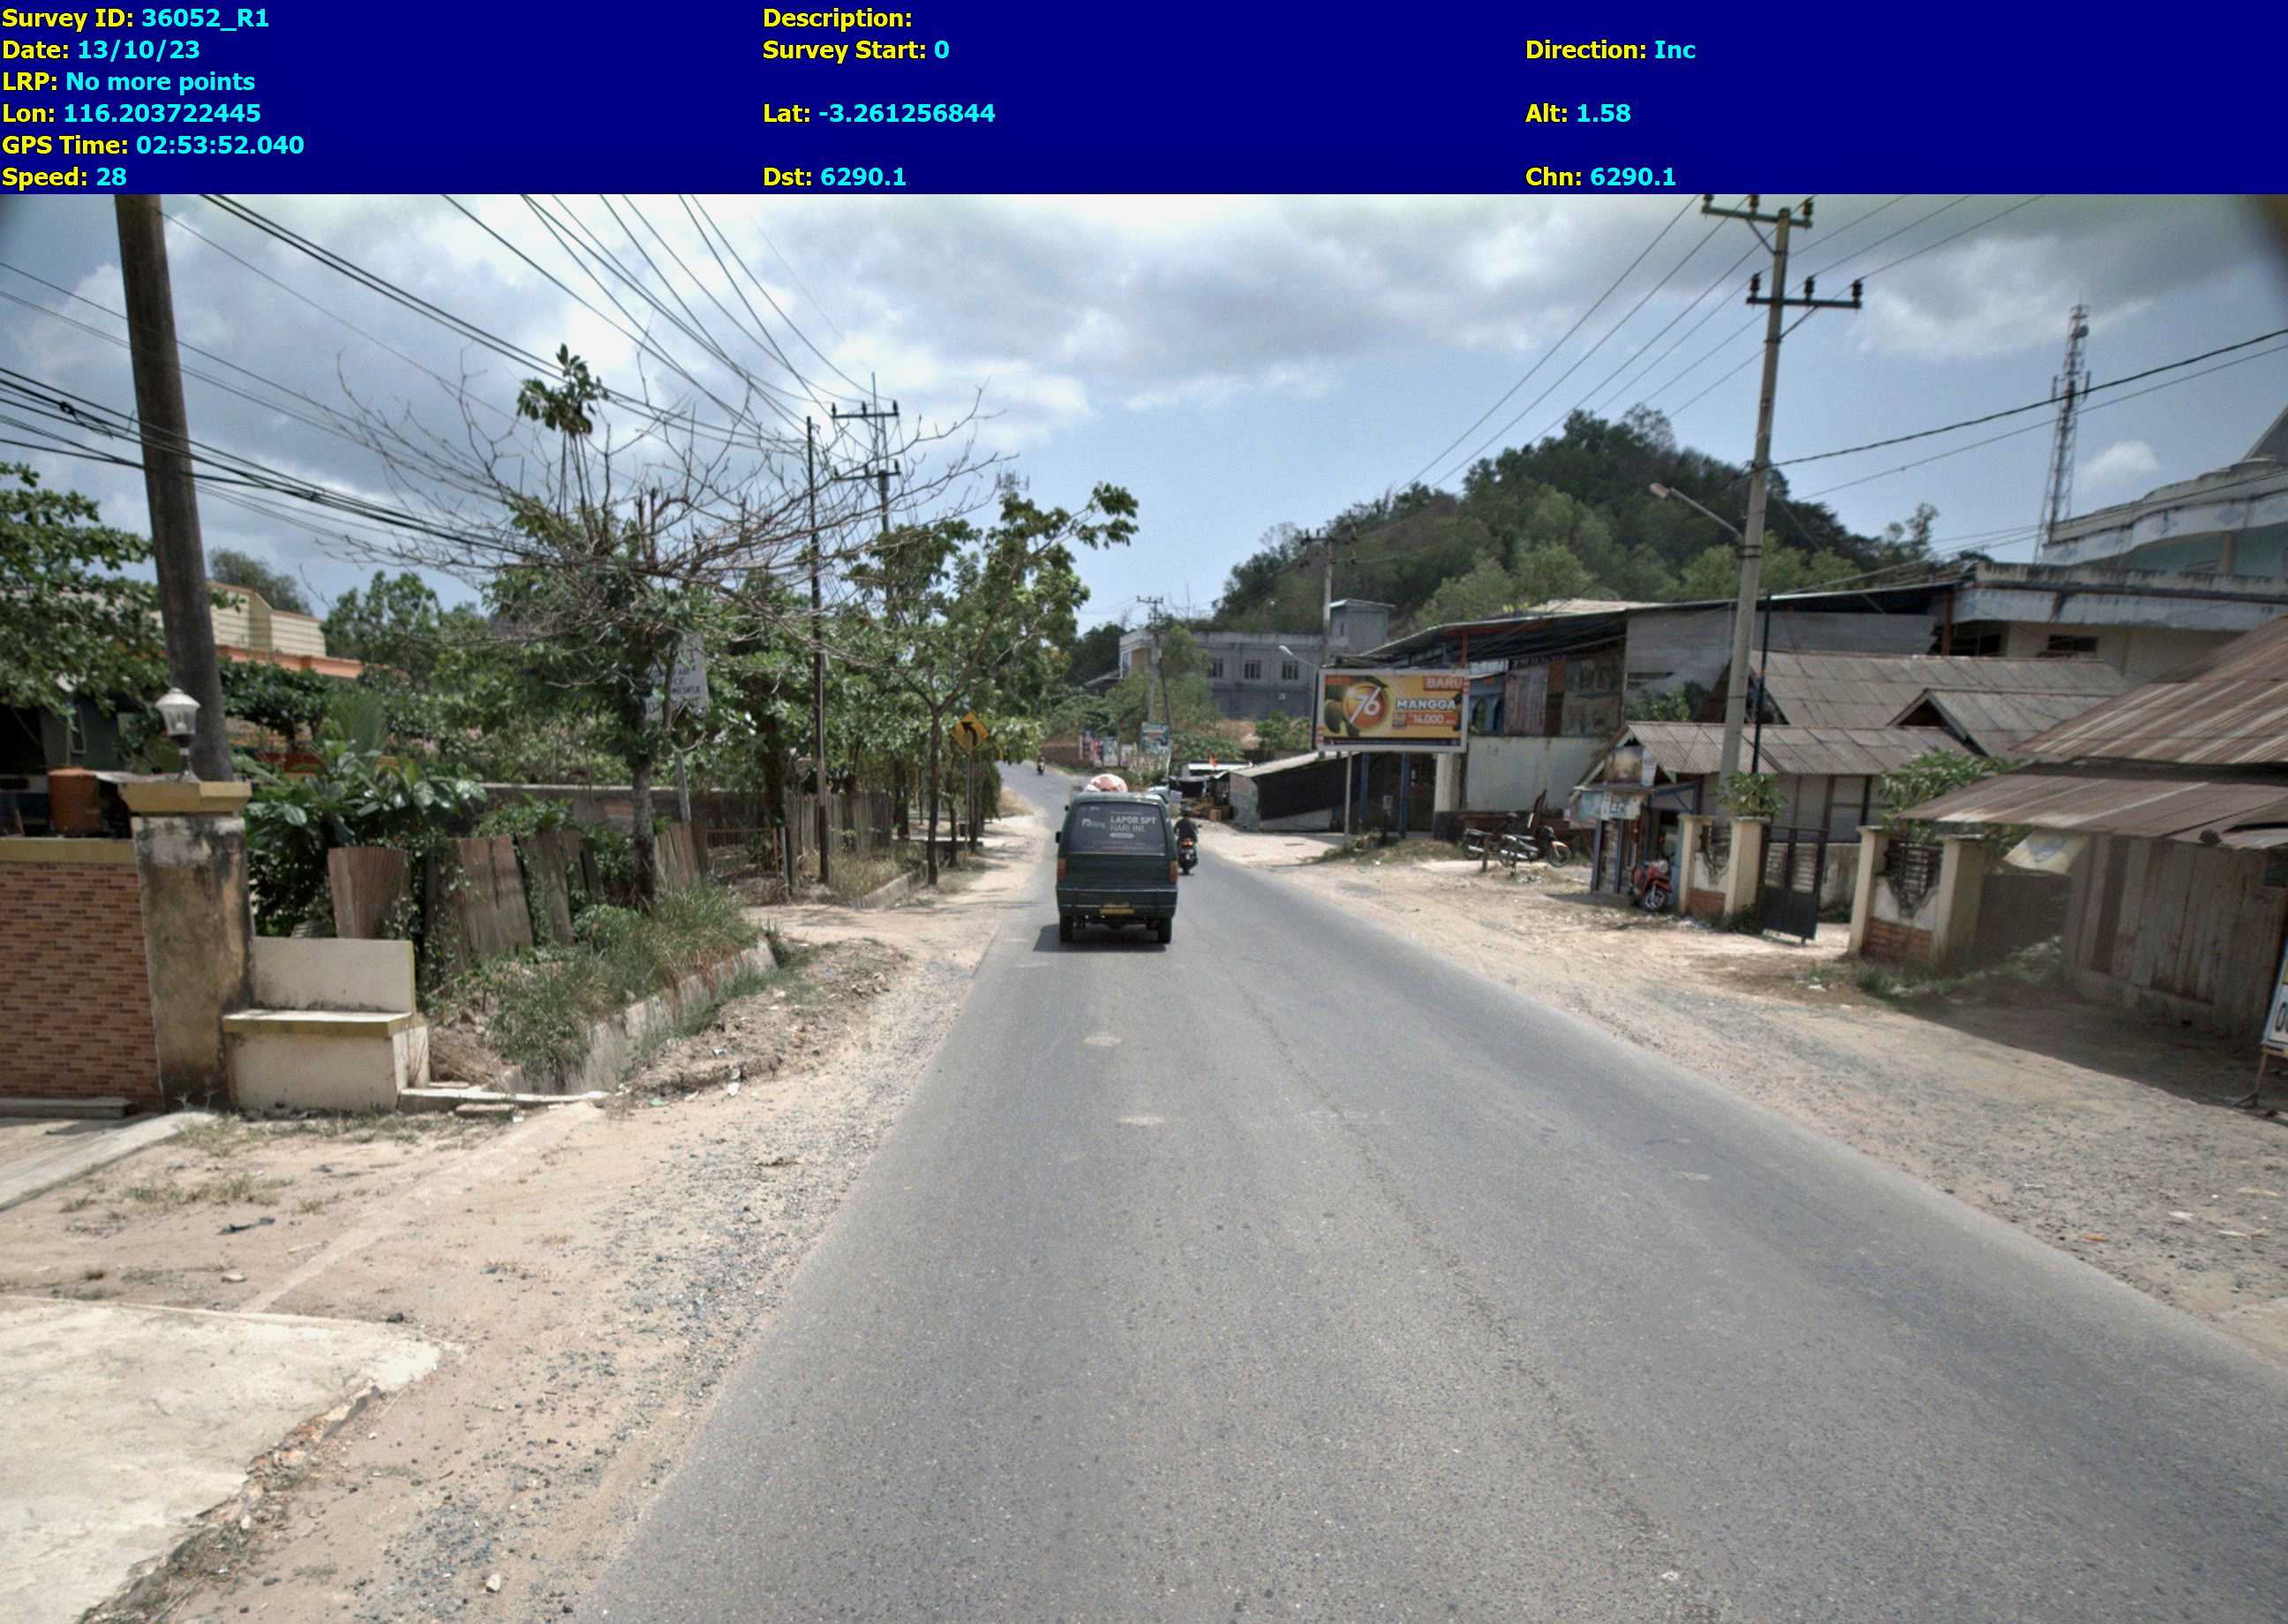 Survey ID: 36052_R1
Description:
Date: 13/10/23
Survey Start: 0
Direction: Inc
LRP: No more points
Lon: 116.203722445
Lat: -3.261256844
Alt: 1.58
GPS Time: 02:53:52.040
Speed: 28
Dst: 6290.1
Chn: 6290.1
BARU
76
MANGGA
14.000
LAPOR SPT
HARI INI.